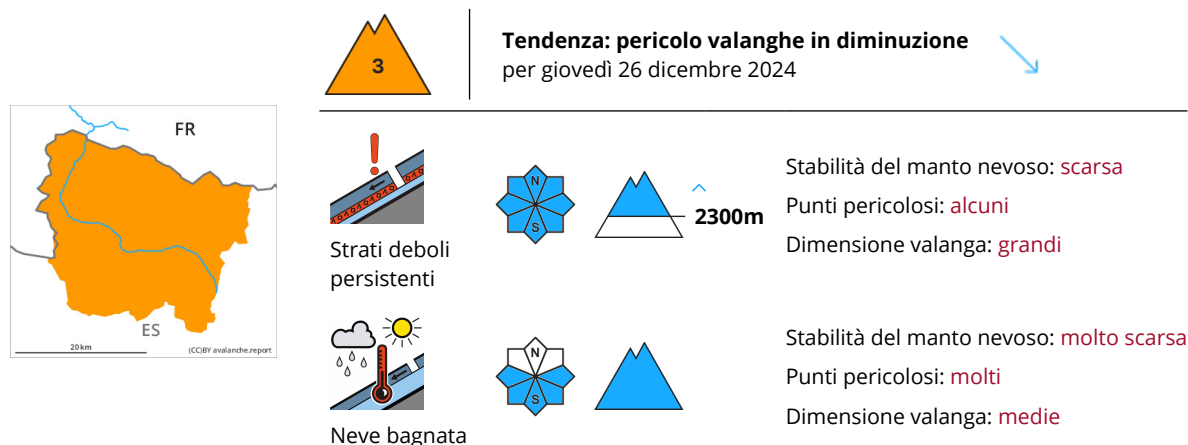 3
Tendenza: pericolo valanghe in diminuzione
per giovedì 26 dicembre 2024
FR
ES
20 km
(CC)BY avalanche.report
Strati deboli
persistenti
N
S
2300m
Stabilità del manto nevoso: scarsa
Punti pericolosi: alcuni
Dimensione valanga: grandi
Neve bagnata
N
S
Stabilità del manto nevoso: molto scarsa
Punti pericolosi: molti
Dimensione valanga: medie